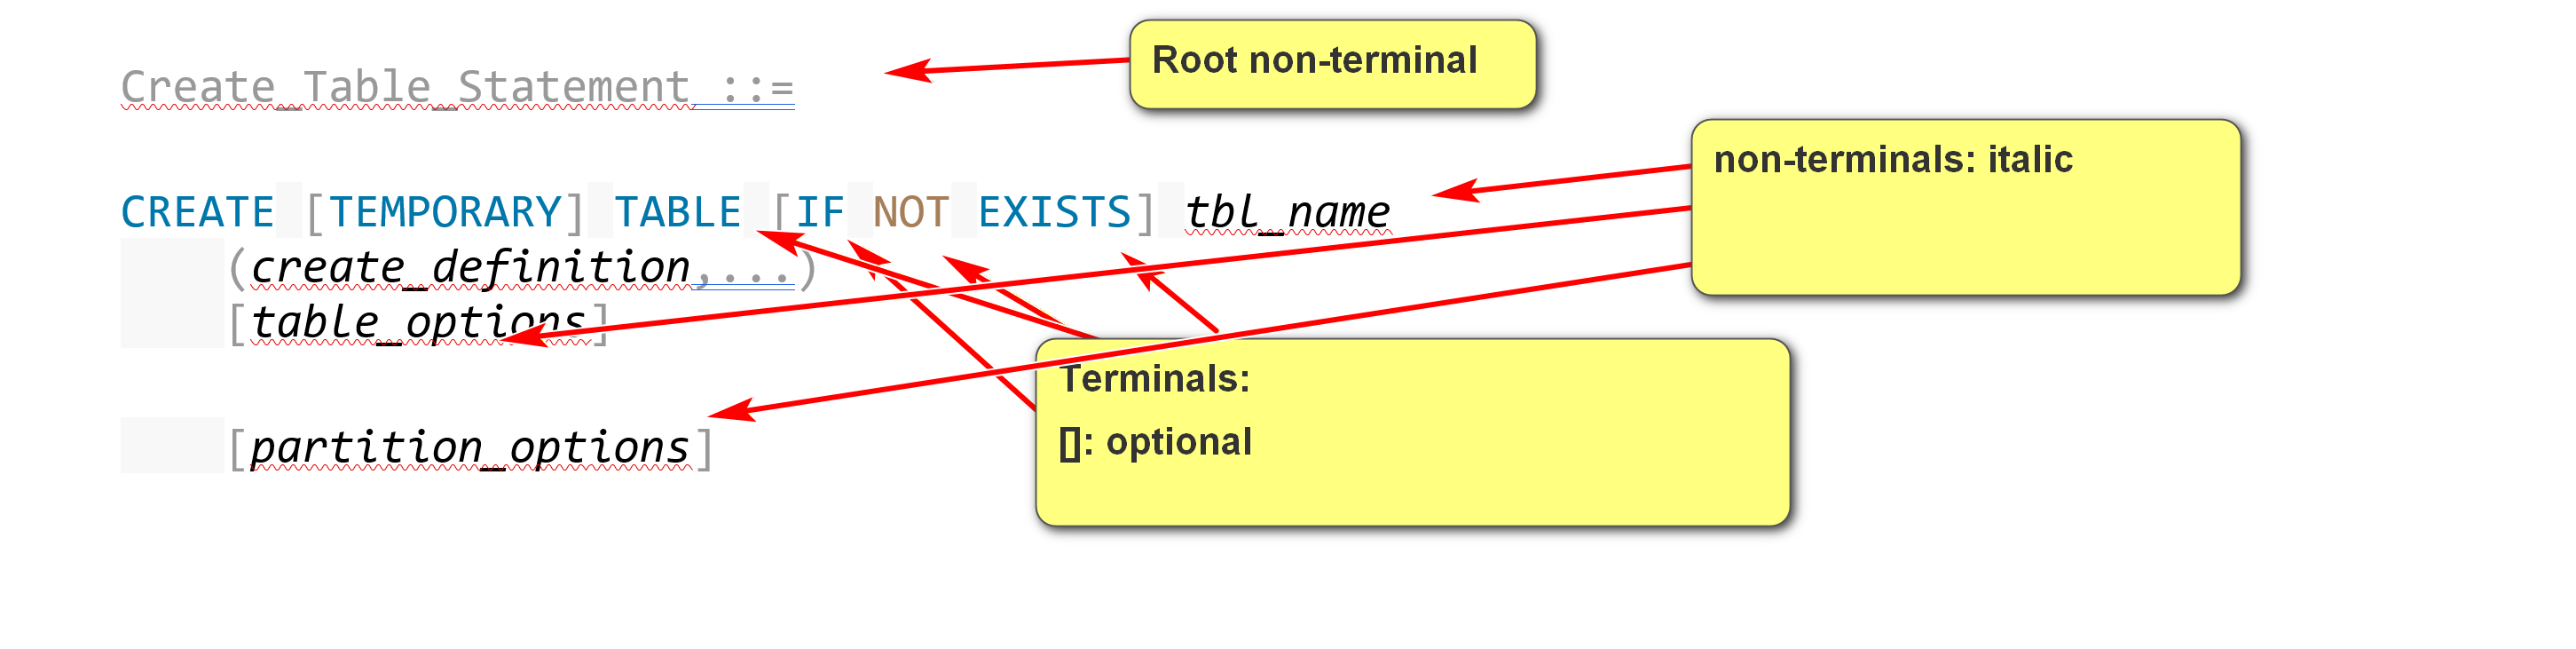 Root non-terminal
Create_Table_Statement ::=
non-terminals: italic
CREATE [TEMPORARY] TABLE [IF NOT EXISTS] tbl_name
(create_definition,...)
[table_options]
Terminals:
[]: optional
[partition_options]